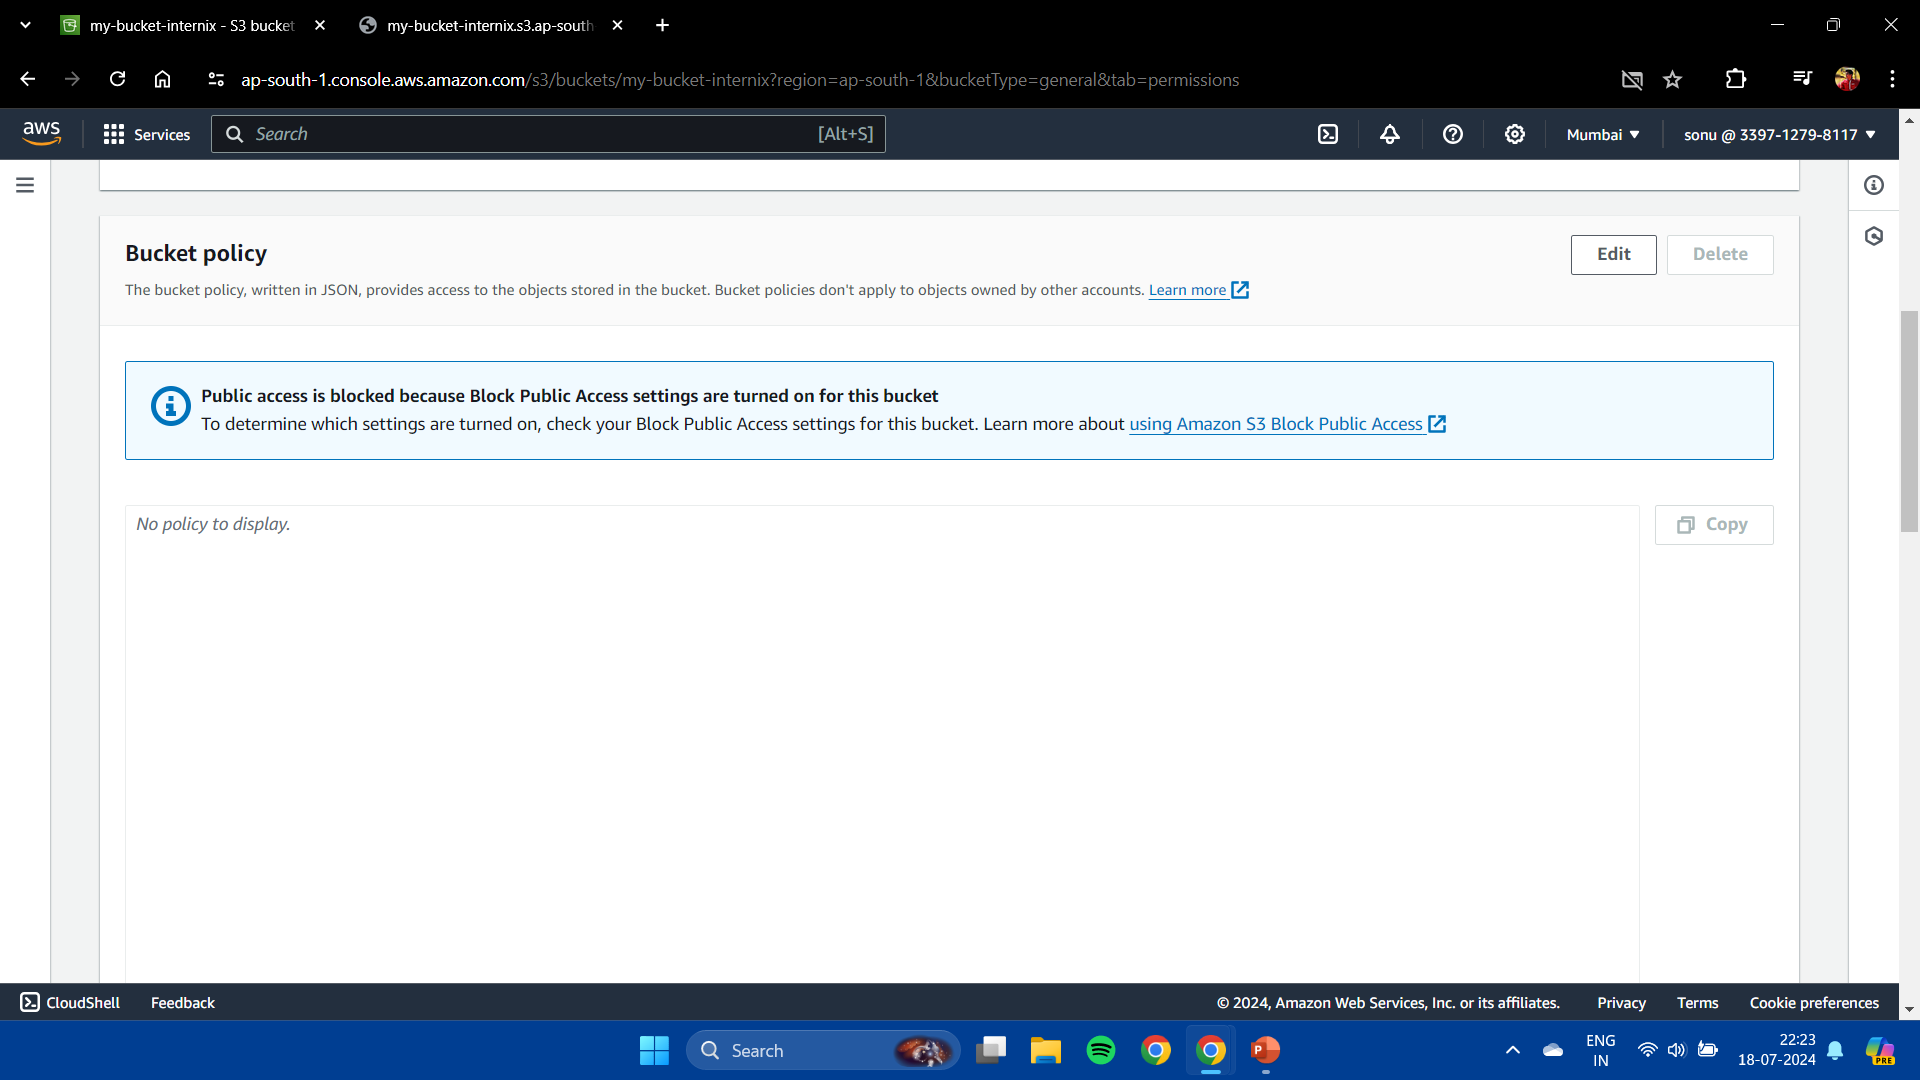 my-bucket-internix - S3 bucket
my-bucket-internix.s3.ap-south
ap-south-1.console.aws.amazon.com/s3/buckets/my-bucket-internix?region=ap-south-1&bucketType=general&tab=permissions
aws
Services
Search
[Alt+S]
Mumbai
sonu @ 3397-1279-8117
Bucket policy
Edit
Delete
The bucket policy, written in JSON, provides access to the objects stored in the bucket. Bucket policies don't apply to objects owned by other accounts. Learn more
Public access is blocked because Block Public Access settings are turned on for this bucket
To determine which settings are turned on, check your Block Public Access settings for this bucket. Learn more about using Amazon S3 Block Public Access
No policy to display.
Copy
CloudShell
Feedback
© 2024, Amazon Web Services, Inc. or its affiliates.
Privacy
Terms
Cookie preferences
Search
ENG
IN
22:23
18-07-2024
PRE